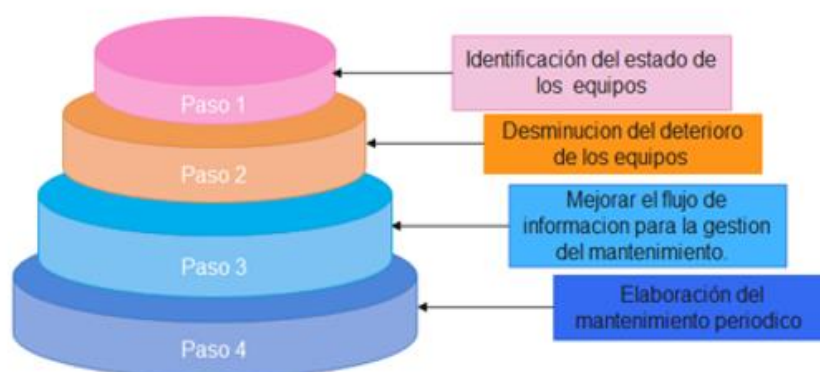 Paso 1
Identificación del estado de
los equipos
Paso 2
Desminucion del deterioro
de los equipos
Paso 3
Mejorar el flujo de
informacion para la gestion
del mantenimiento.
Paso 4
Elaboración del
mantenimiento periodico